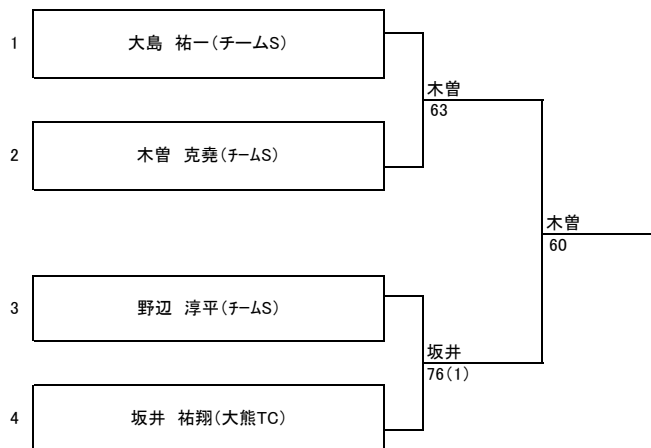 1
大島　祐一(チームS)
木曽
63
2
木曽　克堯(ﾁｰﾑS)
木曽
60
3
野辺　淳平(ﾁｰﾑS)
坂井
76(1)
4
坂井　祐翔(大熊TC)